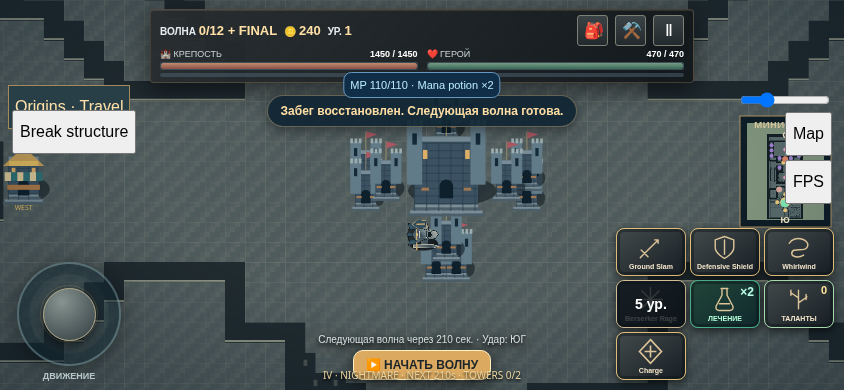 ВОЛНА 0/12 + FINAL 240 УР. 1
КРЕПОСТЬ 1450 / 1450
ГЕРОЙ 470 / 470
MP 110/110 · Mana potion ×2
Забег восстановлен. Следующая волна готова.
Origins · Travel
Break structure
WEST
Map
FPS
Ю
Ground Slam
Defensive Shield
Whirlwind
5 ур.
Berserker Rage
×2
ЛЕЧЕНИЕ
0
ТАЛАНТЫ
Charge
ДВИЖЕНИЕ
Следующая волна через 210 сек. · Удар: ЮГ
НАЧАТЬ ВОЛНУ
IV · NIGHTMARE · NEXT 210s · TOWERS 0/2